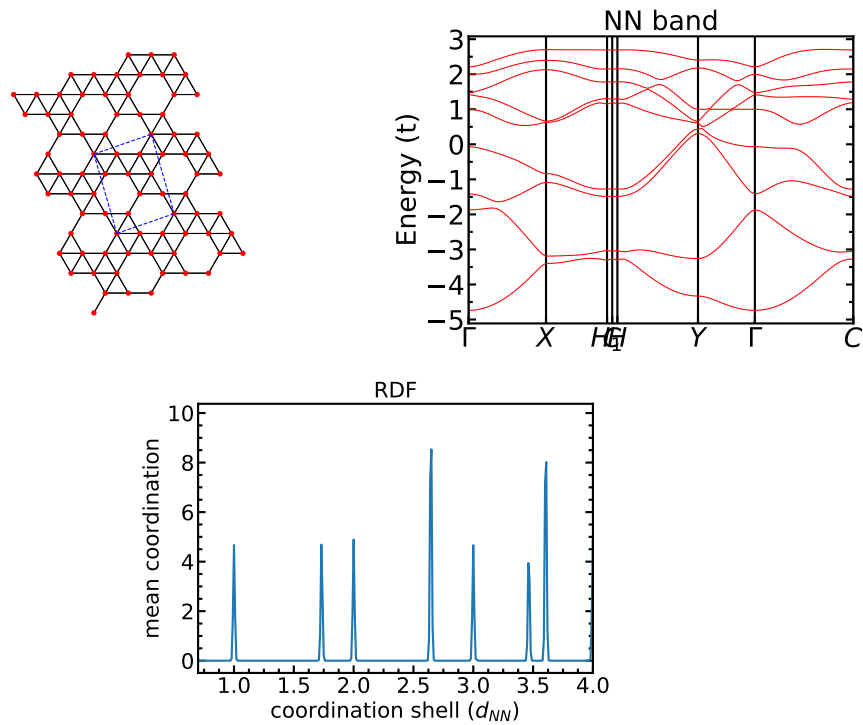 NN band
Energy (t)
3
2
1
0
−1
−2
−3
−4
−5
Γ X H Y Γ C
RDF
mean coordination
10
8
6
4
2
0
1.0 1.5 2.0 2.5 3.0 3.5 4.0
coordination shell (d_NN)